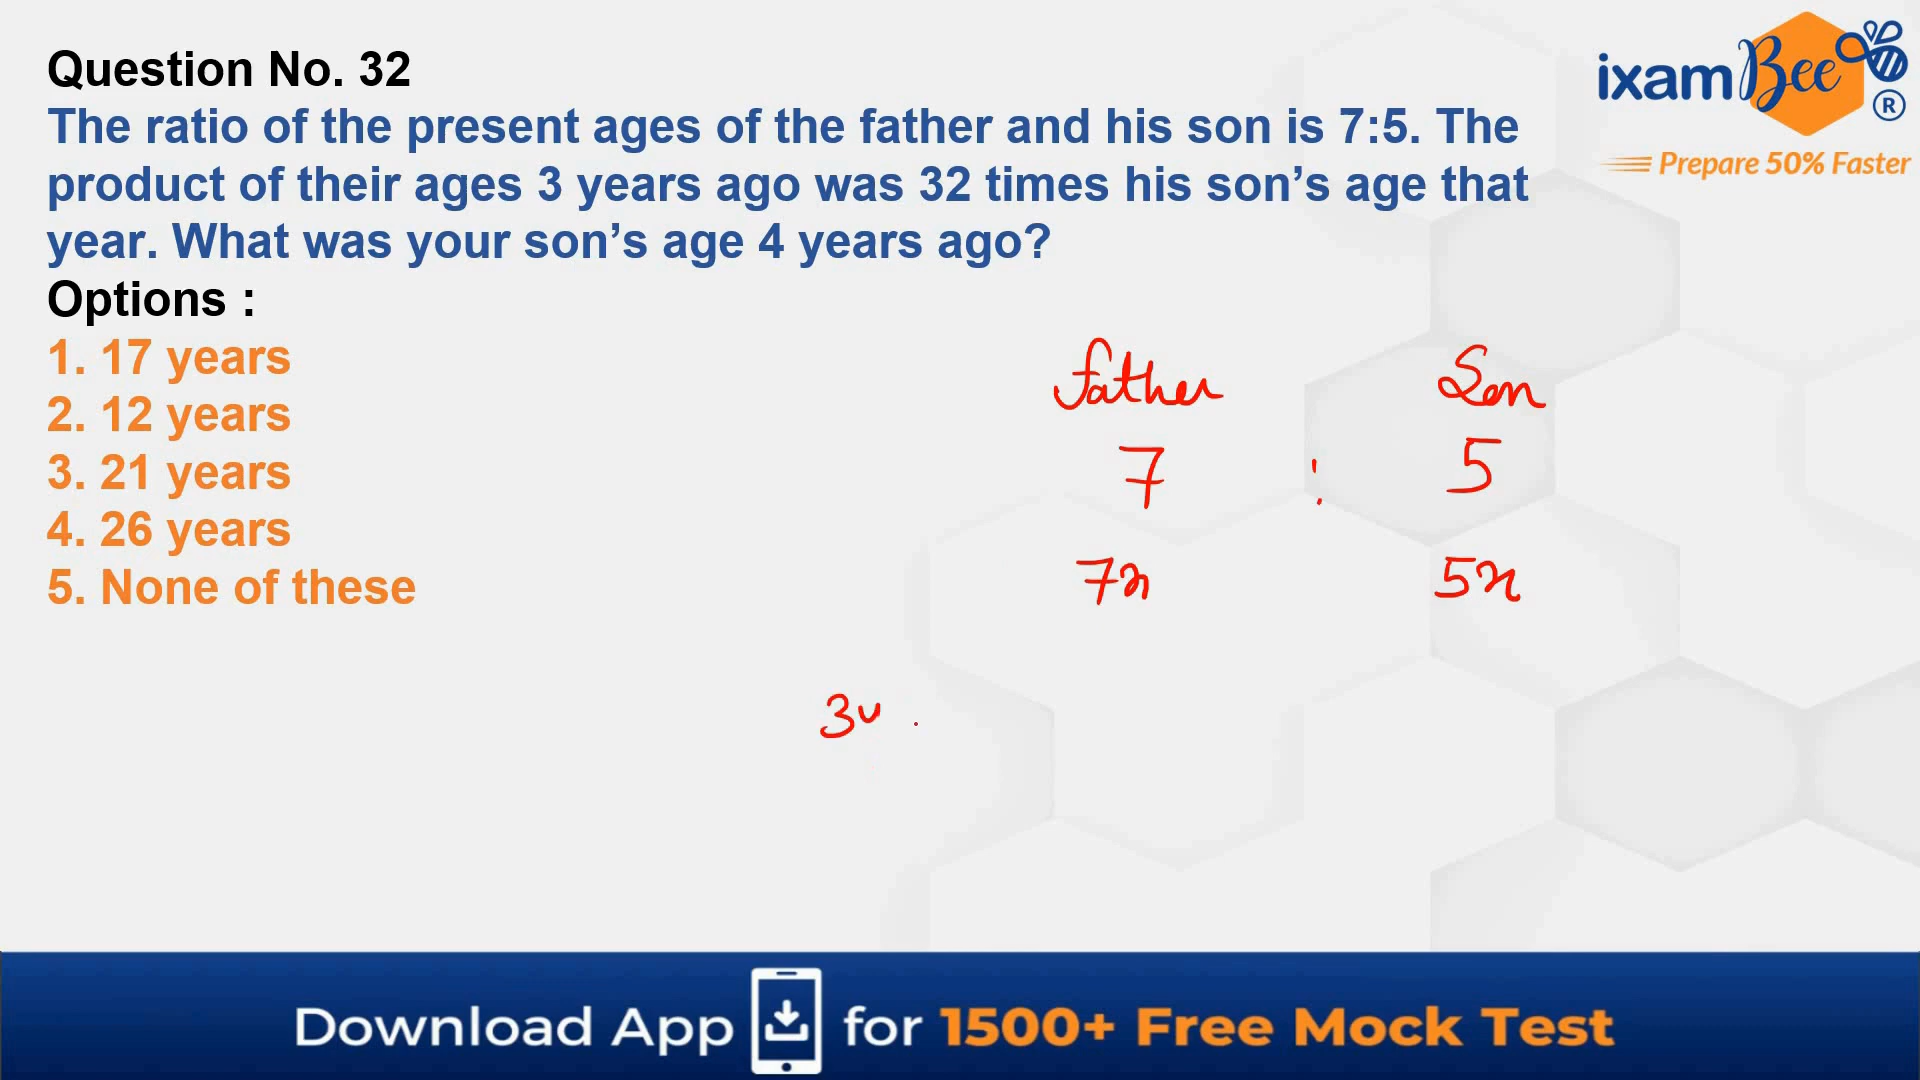 Question No. 32
The ratio of the present ages of the father and his son is 7:5. The
product of their ages 3 years ago was 32 times his son’s age that
year. What was your son’s age 4 years ago?
Options :
1. 17 years
2. 12 years
3. 21 years
4. 26 years
5. None of these
ixamBee ®
Prepare 50% Faster
father Son
7 : 5
7x 5x
Download App for 1500+ Free Mock Test